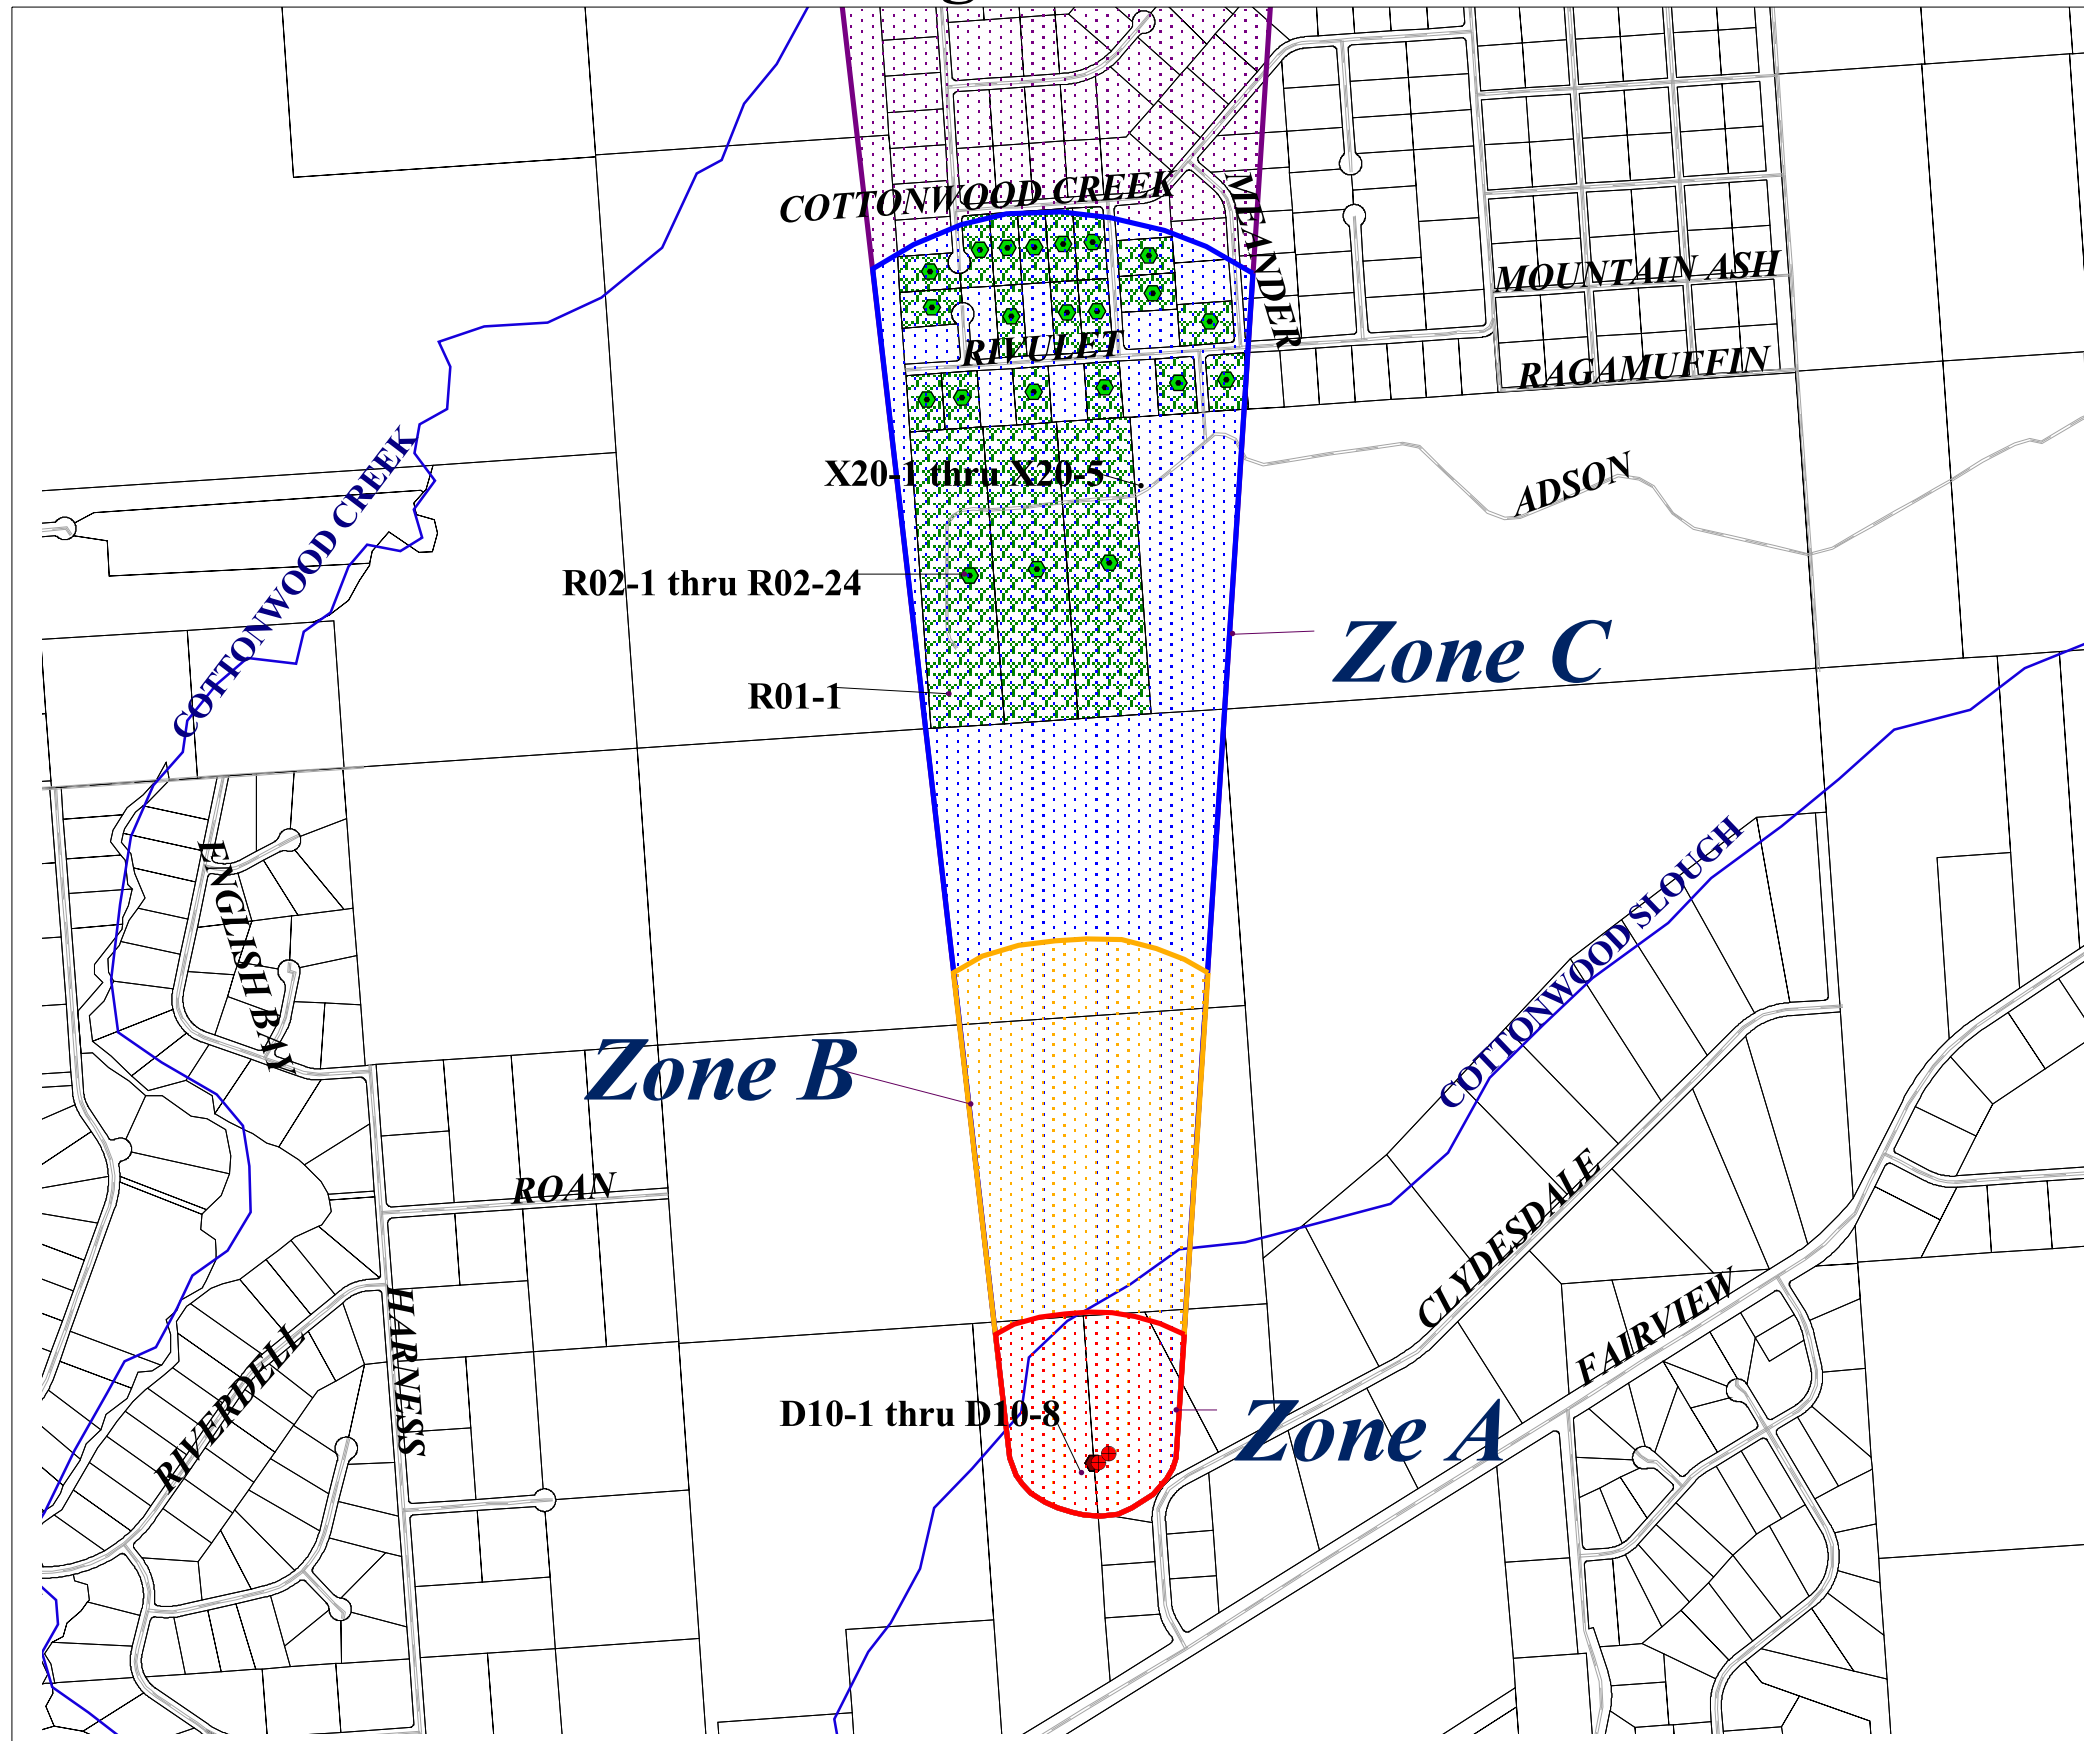 COTTONWOOD CREEK
MEANDER
MOUNTAIN ASH
RIVULET
RAGAMUFFIN
COTTONWOOD CREEK
X20-1 thru X20-5
ADSON
R02-1 thru R02-24
Zone C
R01-1
ENGLISH BAY
COTTONWOOD SLOUGH
Zone B
ROAN
CLYDESDALE
FAIRVIEW
HARNESS
RIVERDELL
D10-1 thru D10-8
Zone A